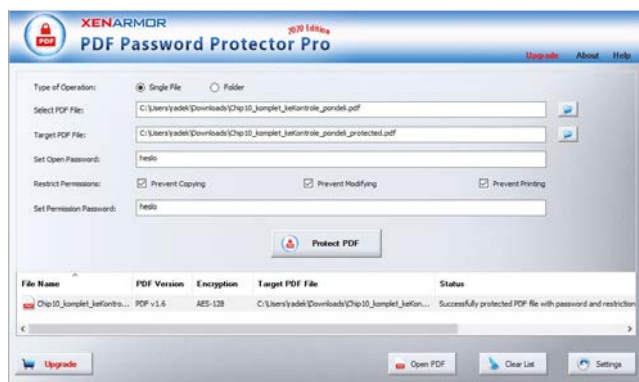 XENARMOR
2020 Edition
PDF Password Protector Pro
Upgrade About Help
Type of Operation: Single File Folder
Select PDF File: C:\Users\radek\Downloads\Chip10_komplet_keKontrole_pondeli.pdf
Target PDF File: C:\Users\radek\Downloads\Chip10_komplet_keKontrole_pondeli_protected.pdf
Set Open Password: heslo
Restrict Permissions: Prevent Copying Prevent Modifying Prevent Printing
Set Permission Password: heslo
PDF
Protect PDF
File Name PDF Version Encryption Target PDF File Status
Chip10_komplet_keKontro... PDF v1.6 AES-128 C:\Users\radek\Downloads\Chip10_komplet_keKon... Successfully protected PDF file with password and restriction
Upgrade Open PDF Clear List Settings